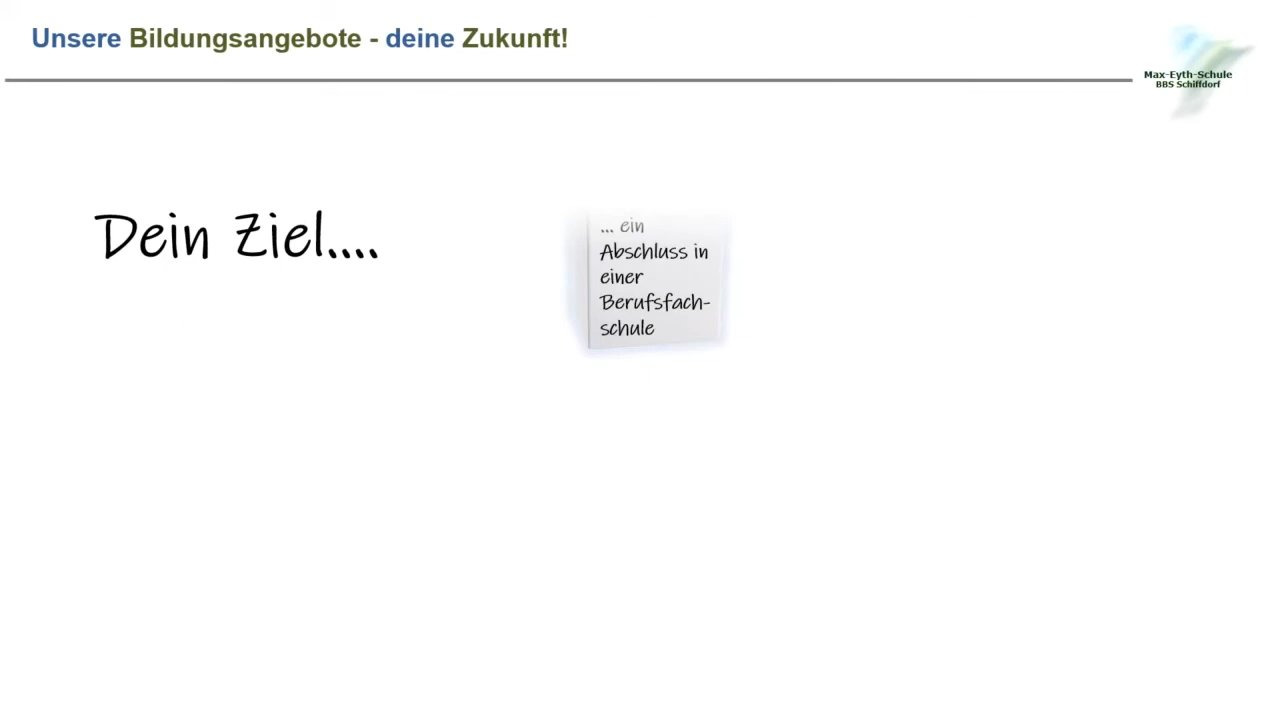 Unsere Bildungsangebote - deine Zukunft!
Max-Eyth-Schule
BBS Schiffdorf
Dein Ziel....
... ein
Abschluss in
einer
Berufsfach-
schule